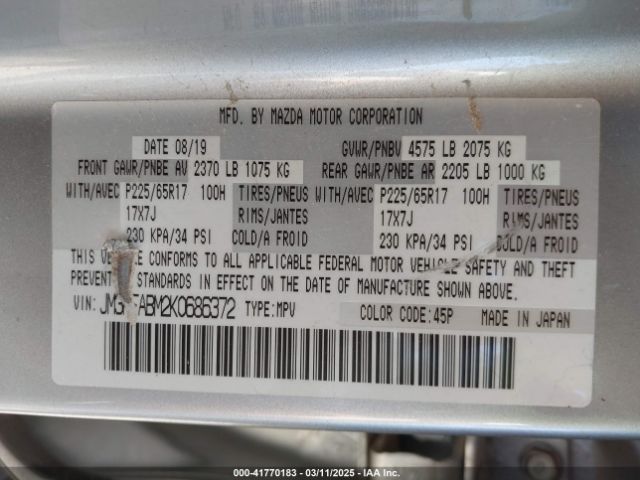 MFD. BY MAZDA MOTOR CORPORATION
DATE 08/19 GVWR/PNBV 4575 LB 2075 KG
FRONT GAWR/PNBE AV 2370 LB 1075 KG REAR GAWR/PNBE AR 2205 LB 1000 KG
WITH/AVEC P225/65R17 100H TIRES/PNEUS WITH/AVEC P225/65R17 100H TIRES/PNEUS
17X7J RIMS/JANTES 17X7J RIMS/JANTES
230 KPA/34 PSI COLD/A FROID 230 KPA/34 PSI COLD/A FROID
THIS VEHICLE CONFORMS TO ALL APPLICABLE FEDERAL MOTOR VEHICLE SAFETY AND THEFT
PREVENTION STANDARDS IN EFFECT ON THE DATE OF MANUFACTURE SHOWN ABOVE.
VIN: TYPE:MPV COLOR CODE:45P MADE IN JAPAN
000-41770183 - 03/11/2025 - IAA Inc.